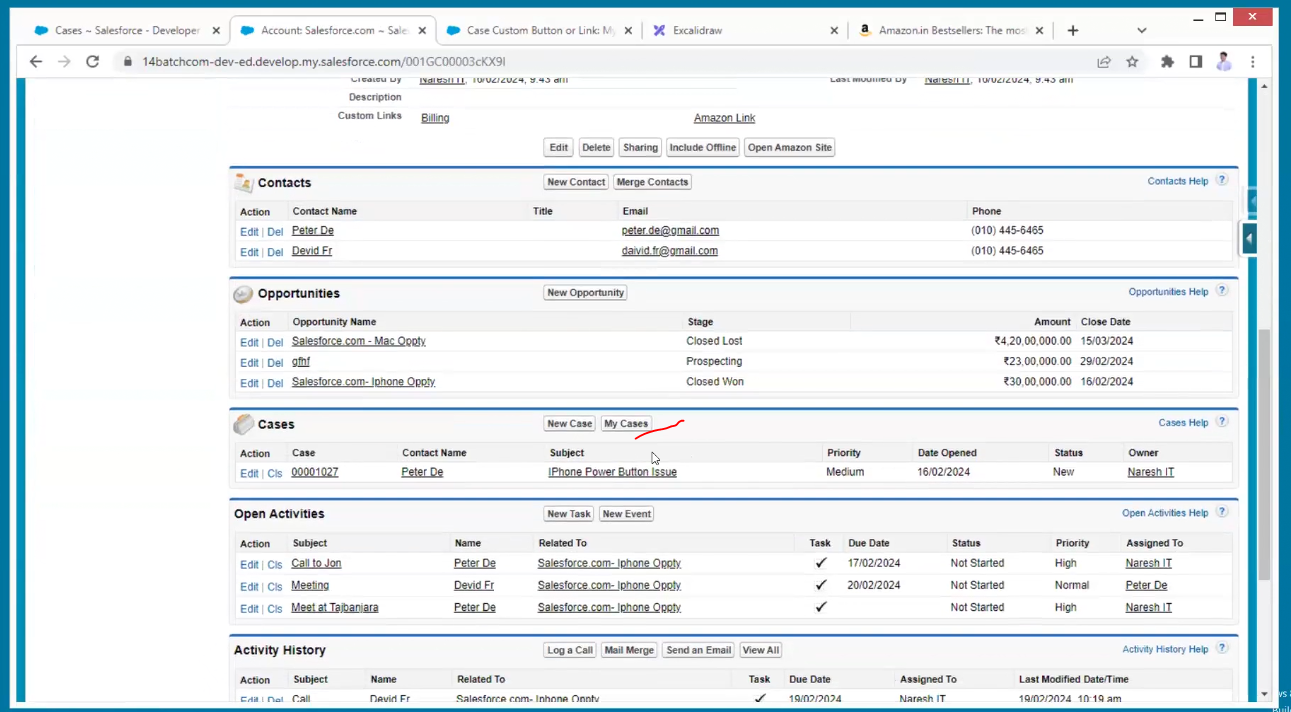 Cases ~ Salesforce - Developer
Account: Salesforce.com ~ Sale
Case Custom Button or Link: My
Excalidraw
Amazon.in Bestsellers: The mos
14batchcom-dev-ed.develop.my.salesforce.com/001GC00003cKX9I
Created By Naresh IT, 16/02/2024, 9:43 am Last Modified By Naresh IT, 16/02/2024, 9:43 am
Description
Custom Links Billing Amazon Link
Edit Delete Sharing Include Offline Open Amazon Site
Contacts New Contact Merge Contacts Contacts Help ?
Action Contact Name Title Email Phone
Edit | Del Peter De peter.de@gmail.com (010) 445-6465
Edit | Del Devid Fr daivid.fr@gmail.com (010) 445-6465
Opportunities New Opportunity Opportunities Help ?
Action Opportunity Name Stage Amount Close Date
Edit | Del Salesforce.com - Mac Oppty Closed Lost ₹4,20,00,000.00 15/03/2024
Edit | Del gfhf Prospecting ₹23,00,000.00 29/02/2024
Edit | Del Salesforce.com- Iphone Oppty Closed Won ₹30,00,000.00 16/02/2024
Cases New Case My Cases Cases Help ?
Action Case Contact Name Subject Priority Date Opened Status Owner
Edit | Cls 00001027 Peter De IPhone Power Button Issue Medium 16/02/2024 New Naresh IT
Open Activities New Task New Event Open Activities Help ?
Action Subject Name Related To Task Due Date Status Priority Assigned To
Edit | Cls Call to Jon Peter De Salesforce.com- Iphone Oppty ✓ 17/02/2024 Not Started High Naresh IT
Edit | Cls Meeting Devid Fr Salesforce.com- Iphone Oppty ✓ 20/02/2024 Not Started Normal Peter De
Edit | Cls Meet at Tajbanjara Peter De Salesforce.com- Iphone Oppty ✓ Not Started High Naresh IT
Activity History Log a Call Mail Merge Send an Email View All Activity History Help ?
Action Subject Name Related To Task Due Date Assigned To Last Modified Date/Time
Edit | Del Call Devid Fr Salesforce.com- Iphone Oppty ✓ 19/02/2024 Naresh IT 19/02/2024, 10:19 am